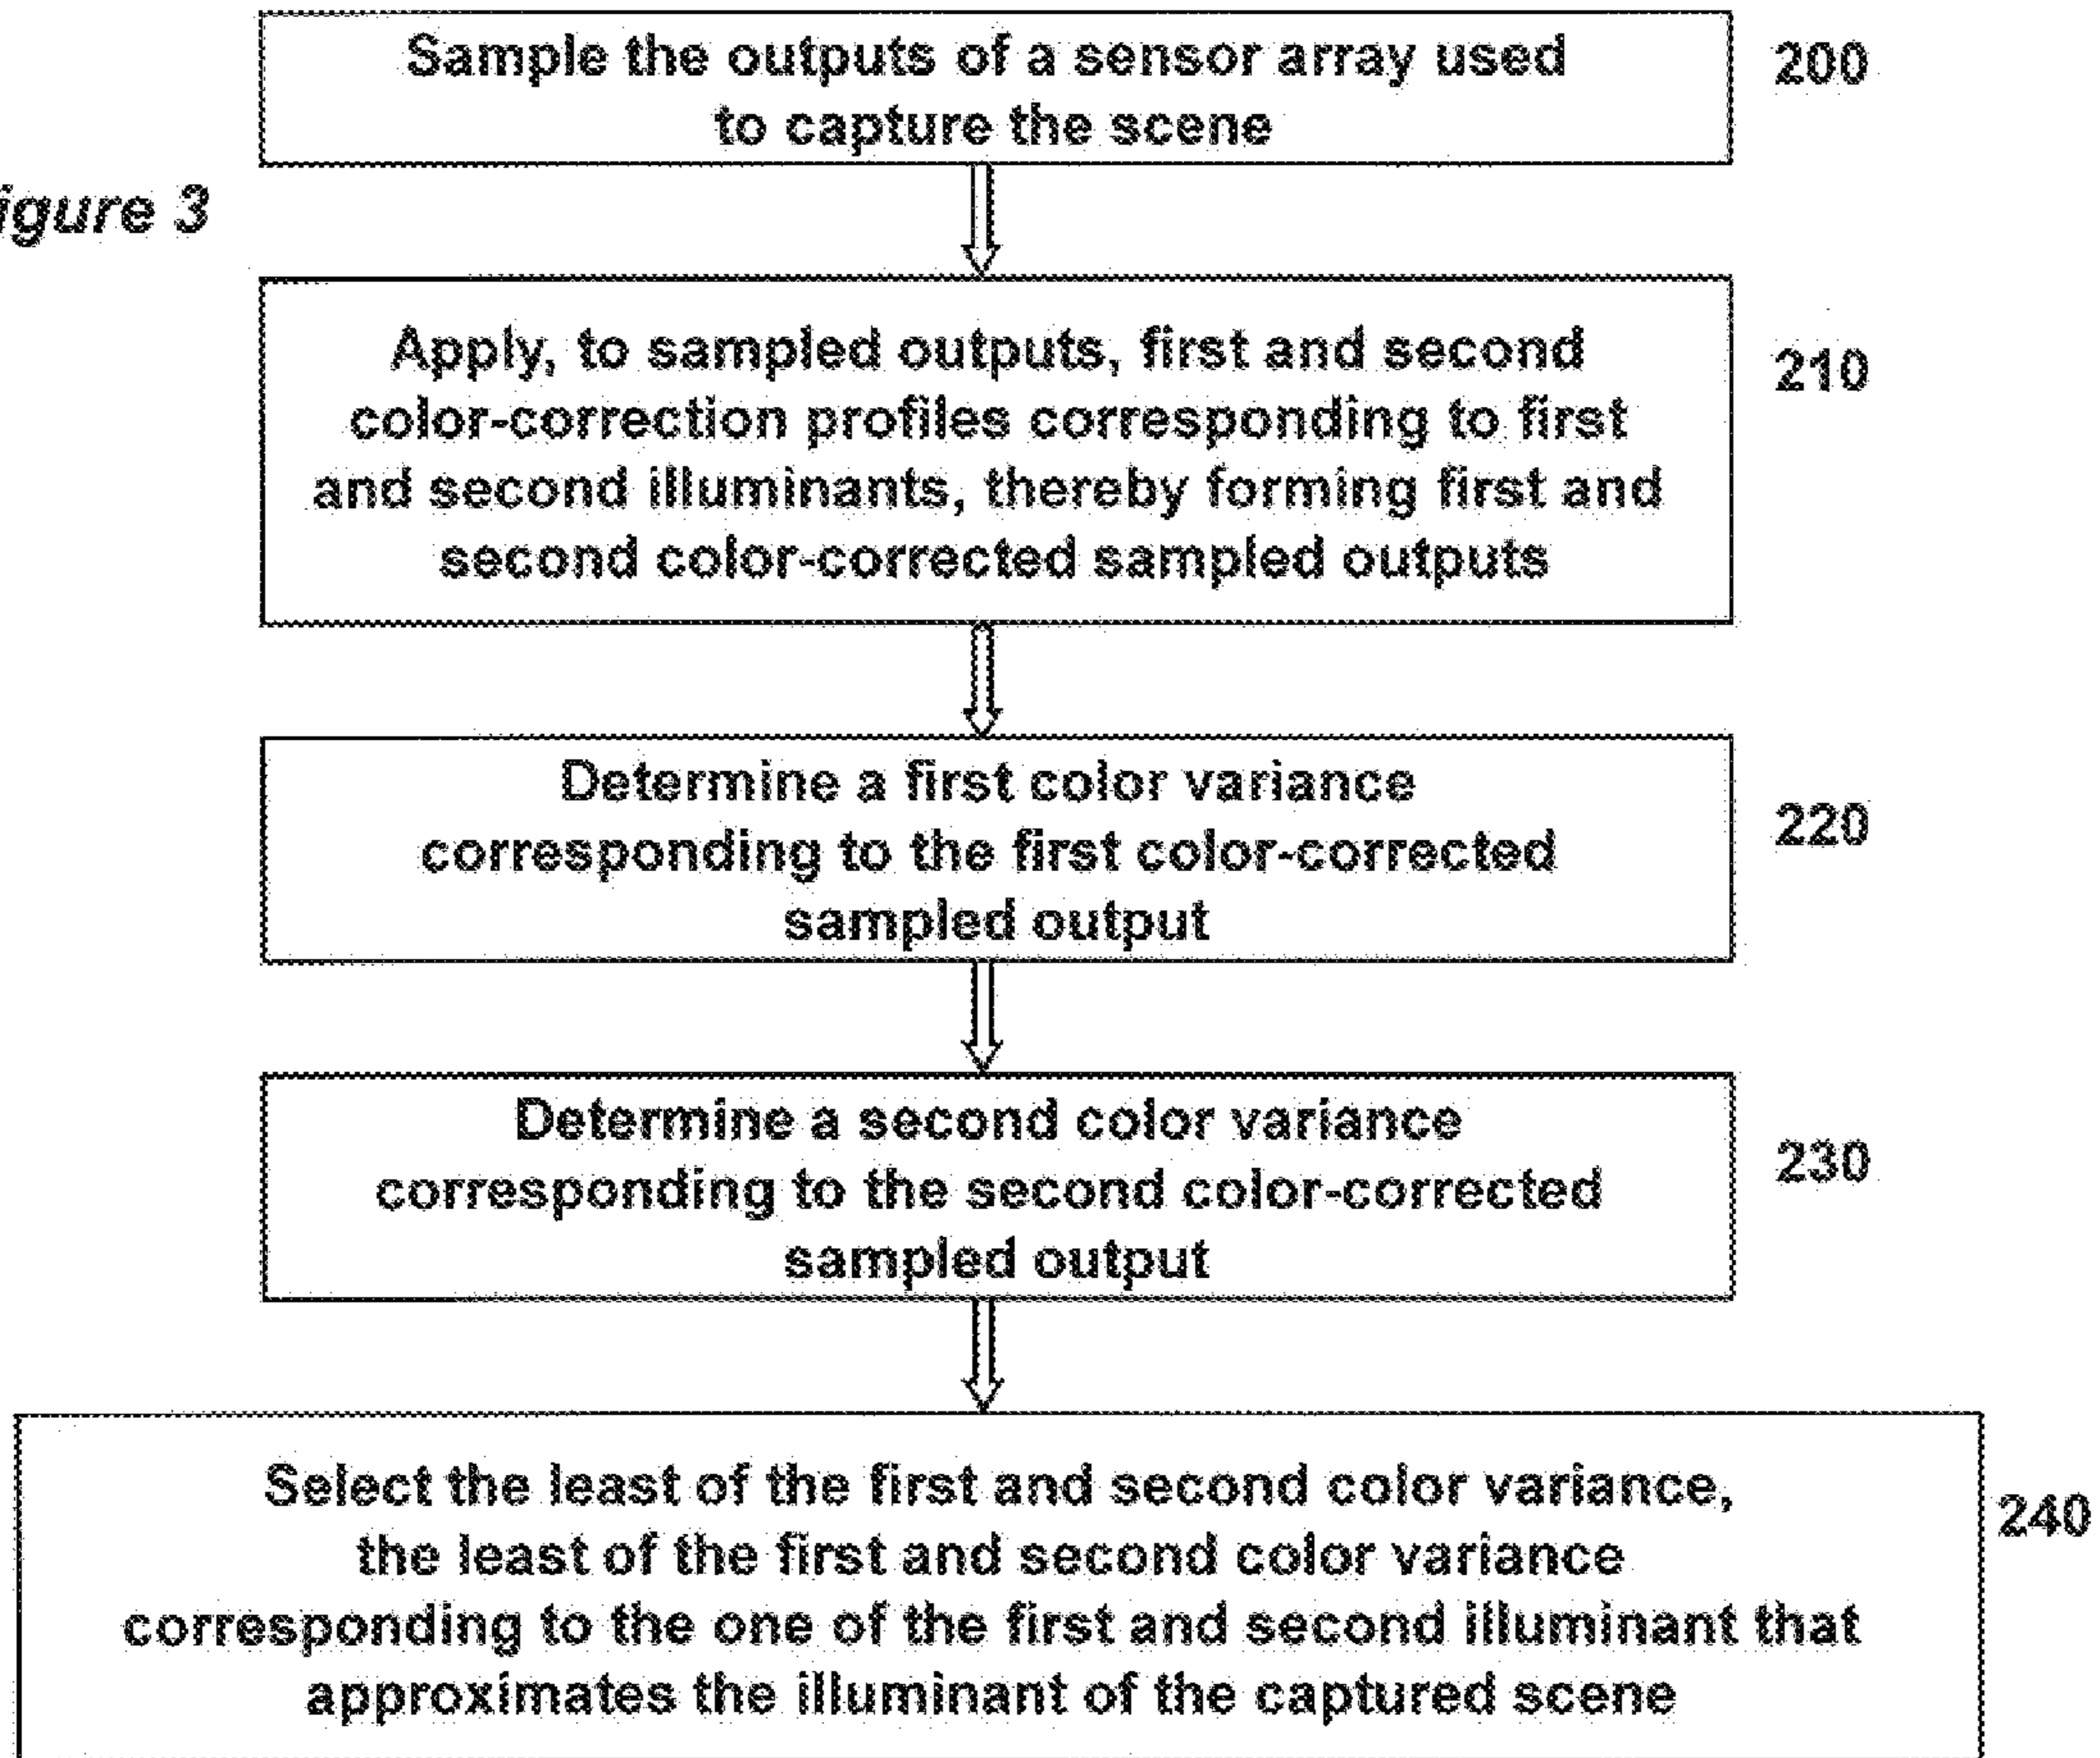 Sample the outputs of a sensor array used
to capture the scene
200
igure 3
Apply, to sampled outputs, first and second
color-correction profiles corresponding to first
and second illuminants, thereby forming first and
second color-corrected sampled outputs
210
Determine a first color variance
corresponding to the first color-corrected
sampled output
220
Determine a second color variance
corresponding to the second color-corrected
sampled output
230
Select the least of the first and second color variance,
the least of the first and second color variance
corresponding to the one of the first and second illuminant that
approximates the illuminant of the captured scene
240